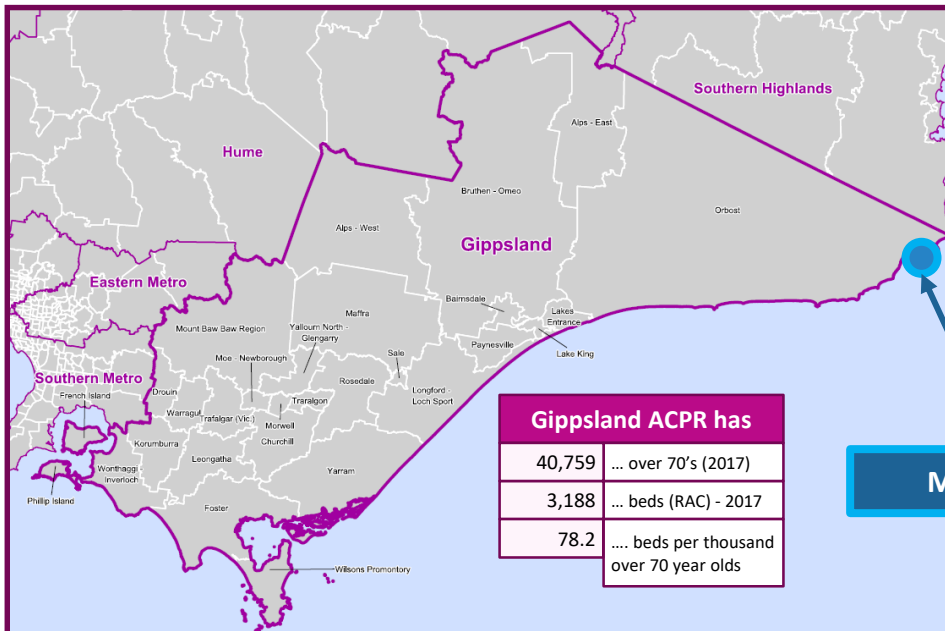 Southern Highlands
Alps - East
Hume
Bruthen - Omeo
Orbost
Alps - West
Gippsland
Eastern Metro
Bairnsdale
Lakes
Entrance
Maffra
Mount Baw Baw Region
Yallourn North -
Glengarry
Paynesville
Lake King
Moe - Newborough
Sale
Southern Metro
French Island
Drouin
Rosedale
Longford -
Loch Sport
Traralgon
Warragul
Trafalgar (Vic.)
Morwell
Churchill
Korumburra
Leongatha
Wonthaggi -
Inverloch
Yarram
Phillip Island
Foster
Wilsons Promontory
Gippsland ACPR has
40,759 ... over 70's (2017)
3,188 ... beds (RAC) - 2017
78.2 .... beds per thousand
over 70 year olds
M